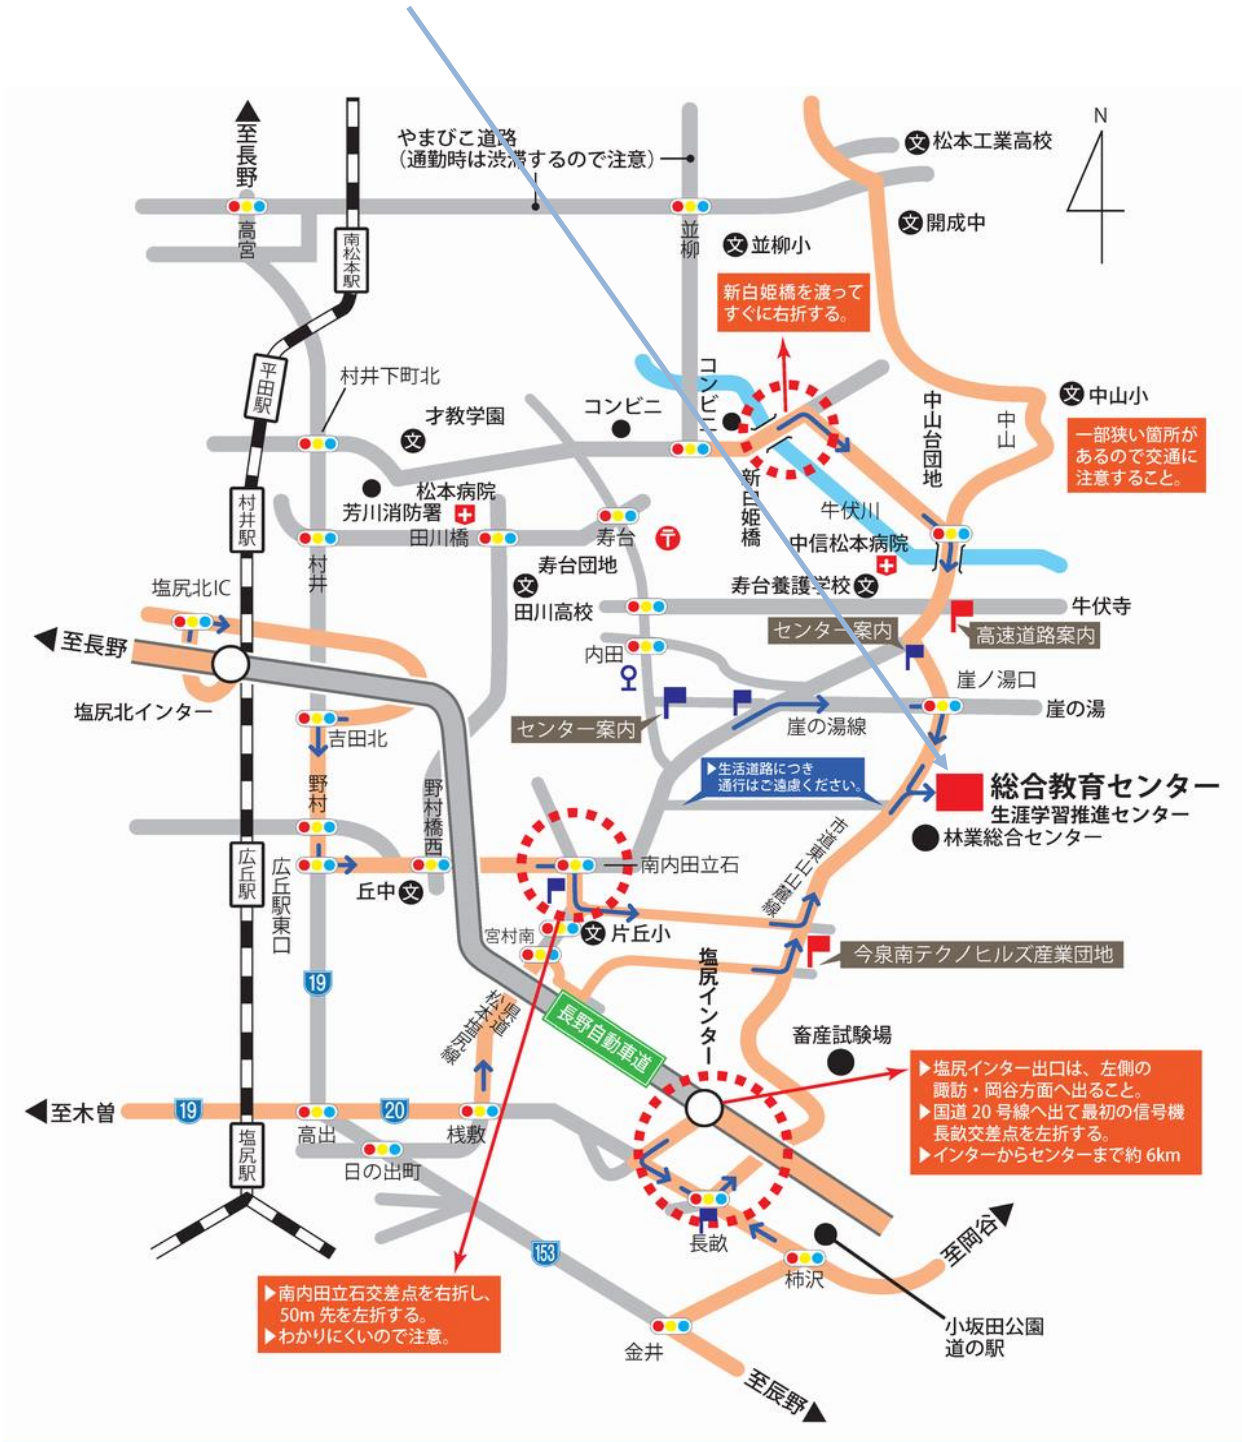 N
至長野
やまびこ道路
(通勤時は渋滞するので注意)
松本工業高校
文
高宮
南松本駅
並柳
文
並柳小
文
開成中
新白姫橋を渡って
すぐに右折する。
平田駅
村井下町北
才教学園
文
コンビニ
コンビニ
中山台団地
中山
文
中山小
一部狭い箇所が
あるので交通に
注意すること。
村井駅
芳川消防署
松本病院
田川橋
村井
寿台
〒
新白姫橋
牛伏川
中信松本病院
寿台団地
文
田川高校
寿台養護学校
文
牛伏寺
塩尻北IC
至長野
塩尻北インター
内田
センター案内
高速道路案内
崖ノ湯口
崖の湯
崖の湯線
センター案内
吉田北
野村
野村橋西
▶生活道路につき
通行はご遠慮ください。
総合教育センター
生涯学習推進センター
林業総合センター
市道東山山麓線
広丘駅
広丘駅東口
丘中
文
南内田立石
宮村南
文
片丘小
今泉南テクノヒルズ産業団地
19
県道
松本塩尻線
長野自動車道
塩尻インター
畜産試験場
▶塩尻インター出口は、左側の
諏訪・岡谷方面へ出ること。
▶国道 20 号線へ出て最初の信号機
長畝交差点を左折する。
▶インターからセンターまで約 6km
至木曽
19
20
高出
桟敷
塩尻駅
日の出町
153
長畝
柿沢
至岡谷
小坂田公園
道の駅
▶南内田立石交差点を右折し、
50m 先を左折する。
▶わかりにくいので注意。
金井
至辰野